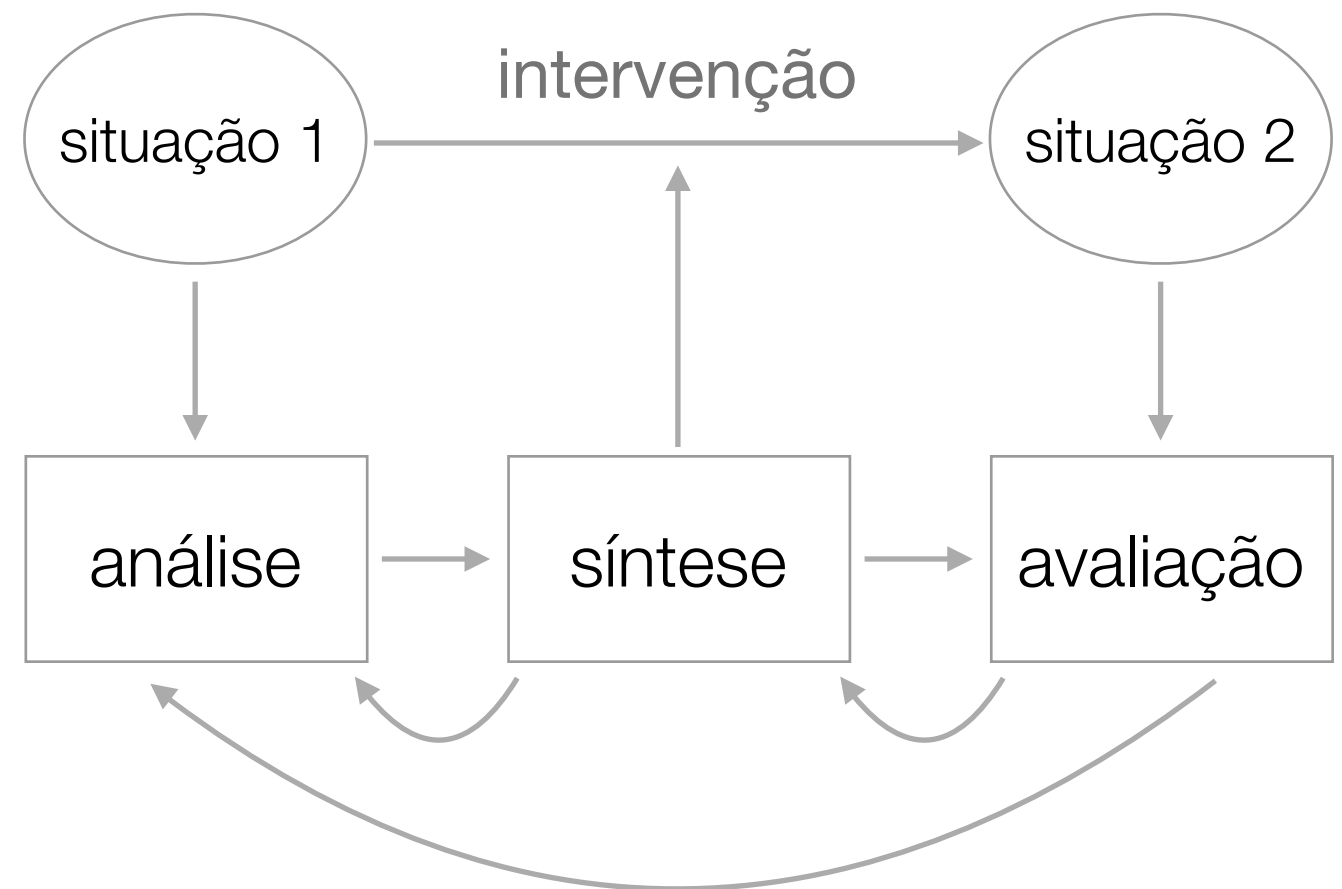 intervenção
situação 1
situação 2
análise
síntese
avaliação